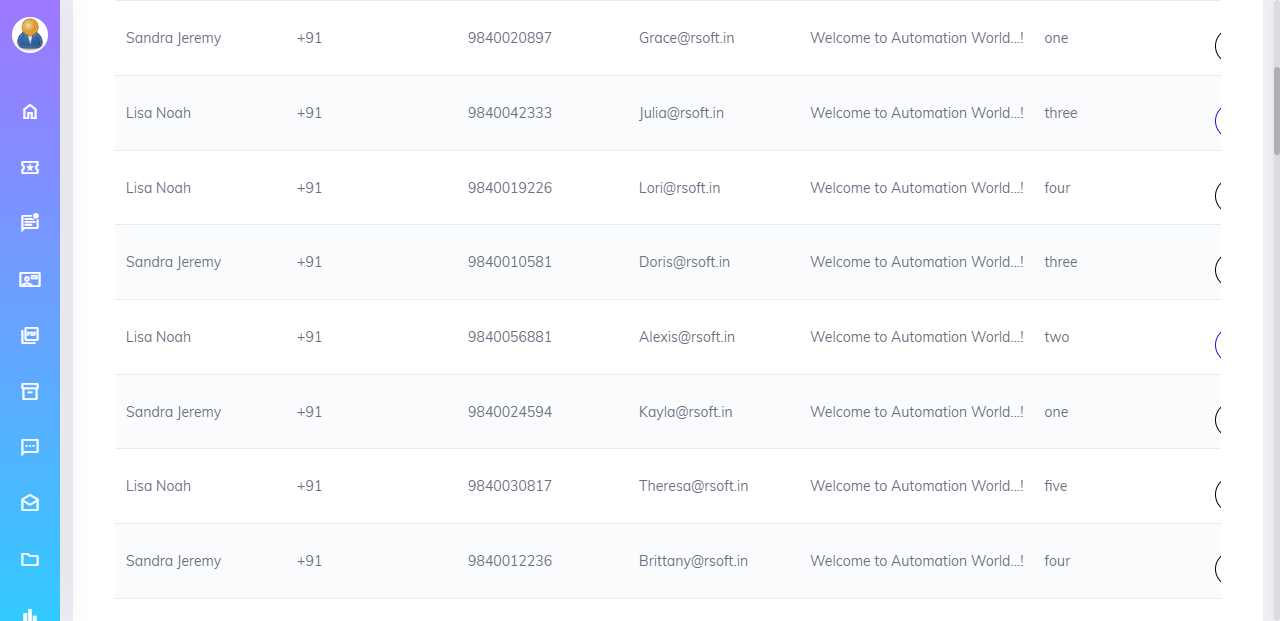 Sandra Jeremy +91 9840020897 Grace@rsoft.in Welcome to Automation World...! one
Lisa Noah +91 9840042333 Julia@rsoft.in Welcome to Automation World...! three
Lisa Noah +91 9840019226 Lori@rsoft.in Welcome to Automation World...! four
Sandra Jeremy +91 9840010581 Doris@rsoft.in Welcome to Automation World...! three
Lisa Noah +91 9840056881 Alexis@rsoft.in Welcome to Automation World...! two
Sandra Jeremy +91 9840024594 Kayla@rsoft.in Welcome to Automation World...! one
Lisa Noah +91 9840030817 Theresa@rsoft.in Welcome to Automation World...! five
Sandra Jeremy +91 9840012236 Brittany@rsoft.in Welcome to Automation World...! four